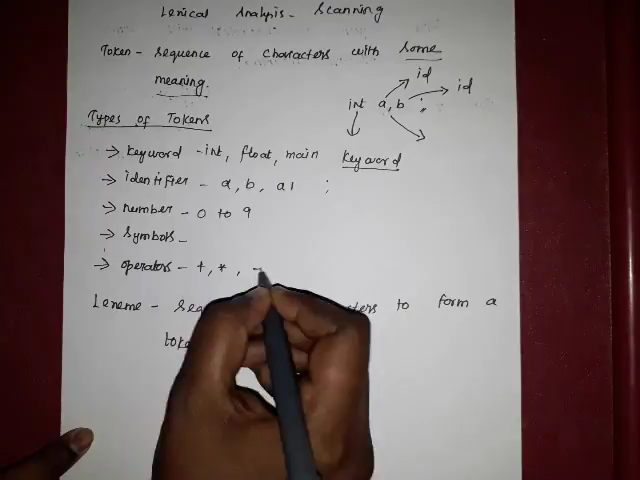 Lexical Analysis - Scanning
Token - sequence of characters with some
meaning.
id
id
int a, b ;
Types of Tokens
→ keyword - int, float, main
keyword
→ identifier - a, b, a1 ;
→ number - 0 to 9
→ symbols -
→ operators - +, *, -
Lexeme - to form a